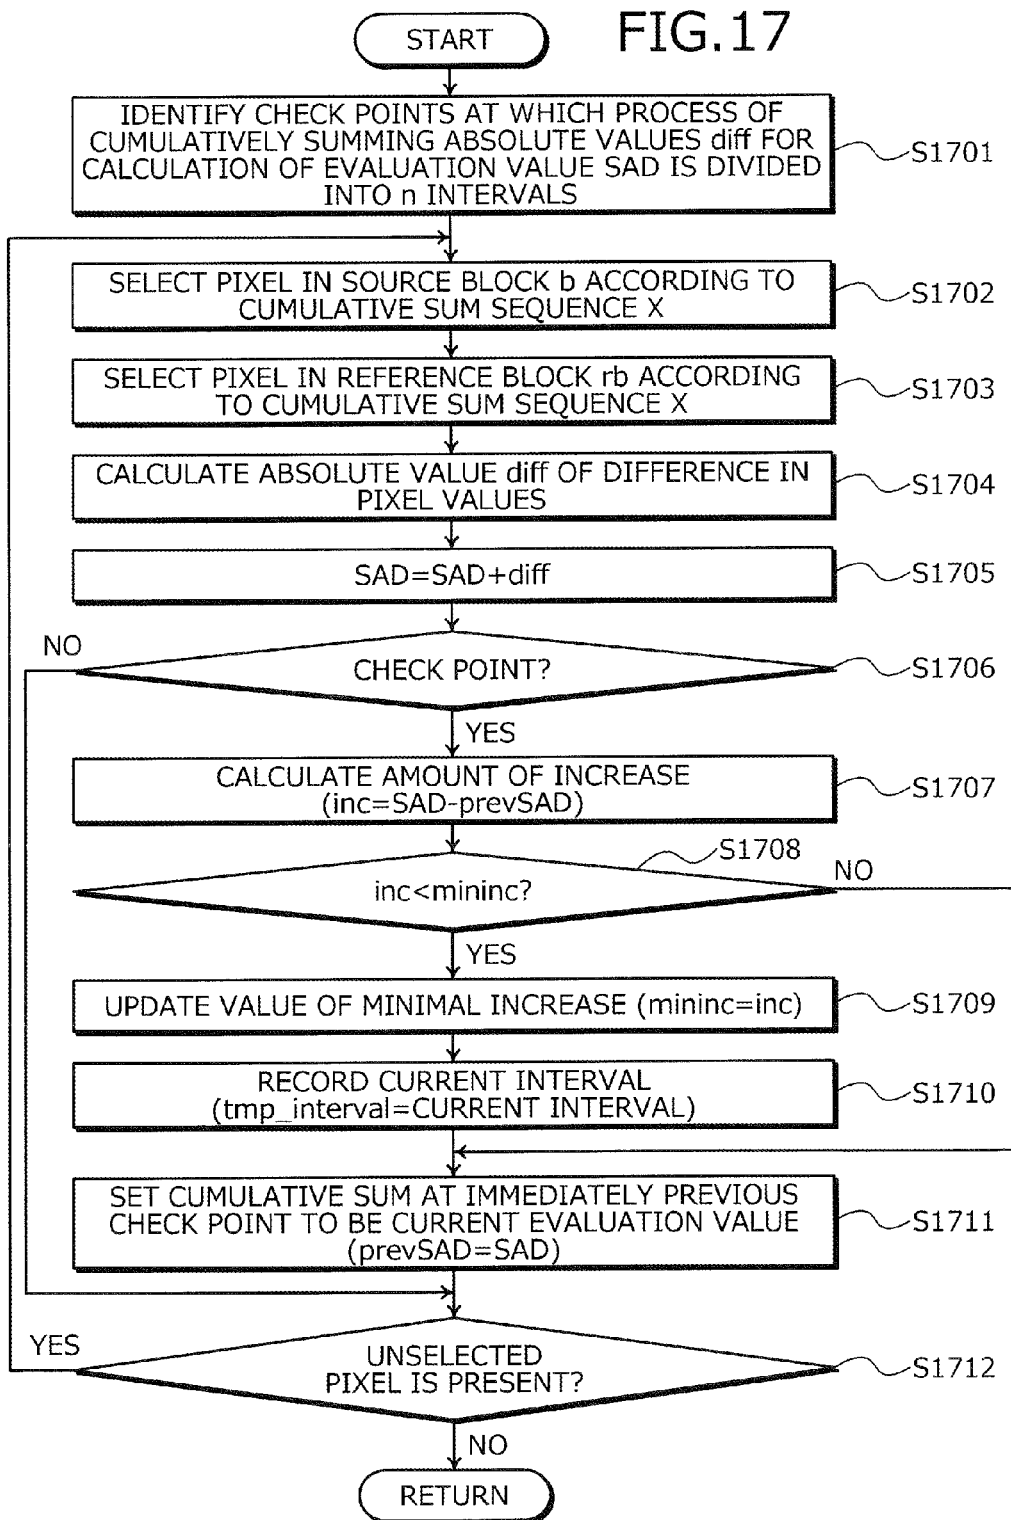 FIG.17
START
IDENTIFY CHECK POINTS AT WHICH PROCESS OF
CUMULATIVELY SUMMING ABSOLUTE VALUES diff FOR
CALCULATION OF EVALUATION VALUE SAD IS DIVIDED
INTO n INTERVALS
S1701
SELECT PIXEL IN SOURCE BLOCK b ACCORDING TO
CUMULATIVE SUM SEQUENCE X
S1702
SELECT PIXEL IN REFERENCE BLOCK rb ACCORDING
TO CUMULATIVE SUM SEQUENCE X
S1703
CALCULATE ABSOLUTE VALUE diff OF DIFFERENCE IN
PIXEL VALUES
S1704
SAD=SAD+diff
S1705
NO
CHECK POINT?
S1706
YES
CALCULATE AMOUNT OF INCREASE
(inc=SAD-prevSAD)
S1707
S1708
inc<mininc?
NO
YES
UPDATE VALUE OF MINIMAL INCREASE (mininc=inc)
S1709
RECORD CURRENT INTERVAL
(tmp_interval=CURRENT INTERVAL)
S1710
SET CUMULATIVE SUM AT IMMEDIATELY PREVIOUS
CHECK POINT TO BE CURRENT EVALUATION VALUE
(prevSAD=SAD)
S1711
YES
UNSELECTED
PIXEL IS PRESENT?
S1712
NO
RETURN